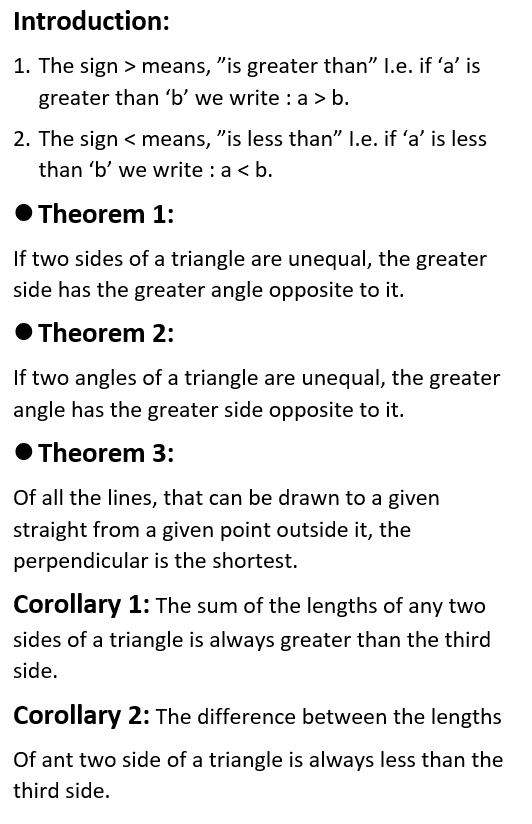 Introduction:
1. The sign > means, ”is greater than” I.e. if ‘a’ is
greater than ‘b’ we write : a > b.
2. The sign < means, ”is less than” I.e. if ‘a’ is less
than ‘b’ we write : a < b.
● Theorem 1:
If two sides of a triangle are unequal, the greater
side has the greater angle opposite to it.
● Theorem 2:
If two angles of a triangle are unequal, the greater
angle has the greater side opposite to it.
● Theorem 3:
Of all the lines, that can be drawn to a given
straight from a given point outside it, the
perpendicular is the shortest.
Corollary 1: The sum of the lengths of any two
sides of a triangle is always greater than the third
side.
Corollary 2: The difference between the lengths
Of ant two side of a triangle is always less than the
third side.